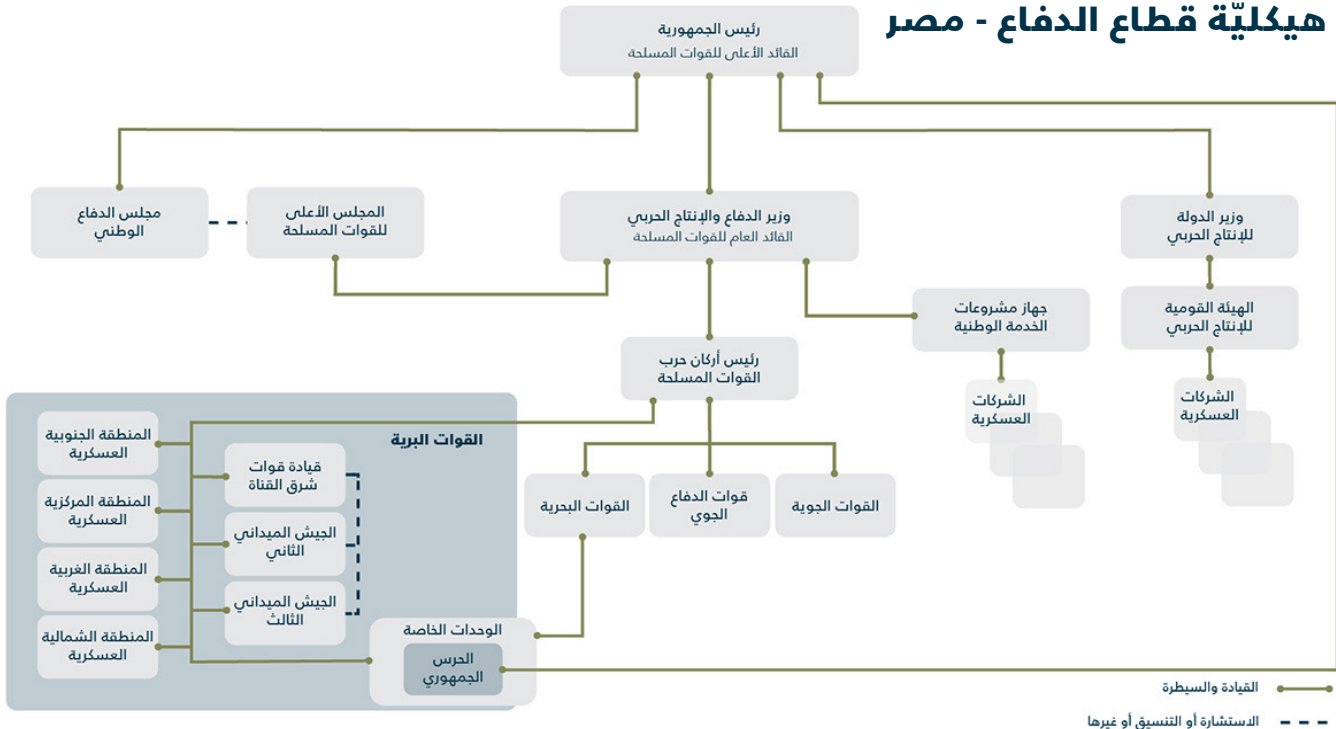 هيكليّة قطاع الدفاع - مصر
رئيس الجمهورية
القائد الأعلى للقوات المسلحة
مجلس الدفاع
الوطني
المجلس الأعلى
للقوات المسلحة
وزير الدفاع والإنتاج الحربي
القائد العام للقوات المسلحة
وزير الدولة
للإنتاج الحربي
الهيئة القومية
للإنتاج الحربي
جهاز مشروعات
الخدمة الوطنية
الشركات
العسكرية
الشركات
العسكرية
رئيس أركان حرب
القوات المسلحة
القوات الجوية
قوات الدفاع
الجوي
القوات البحرية
القوات البرية
قيادة قوات
شرق القناة
الجيش الميداني
الثاني
الجيش الميداني
الثالث
المنطقة الجنوبية
العسكرية
المنطقة المركزية
العسكرية
المنطقة الغربية
العسكرية
المنطقة الشمالية
العسكرية
الوحدات الخاصة
الحرس
الجمهوري
القيادة والسيطرة
الاستشارة أو التنسيق أو غيرها